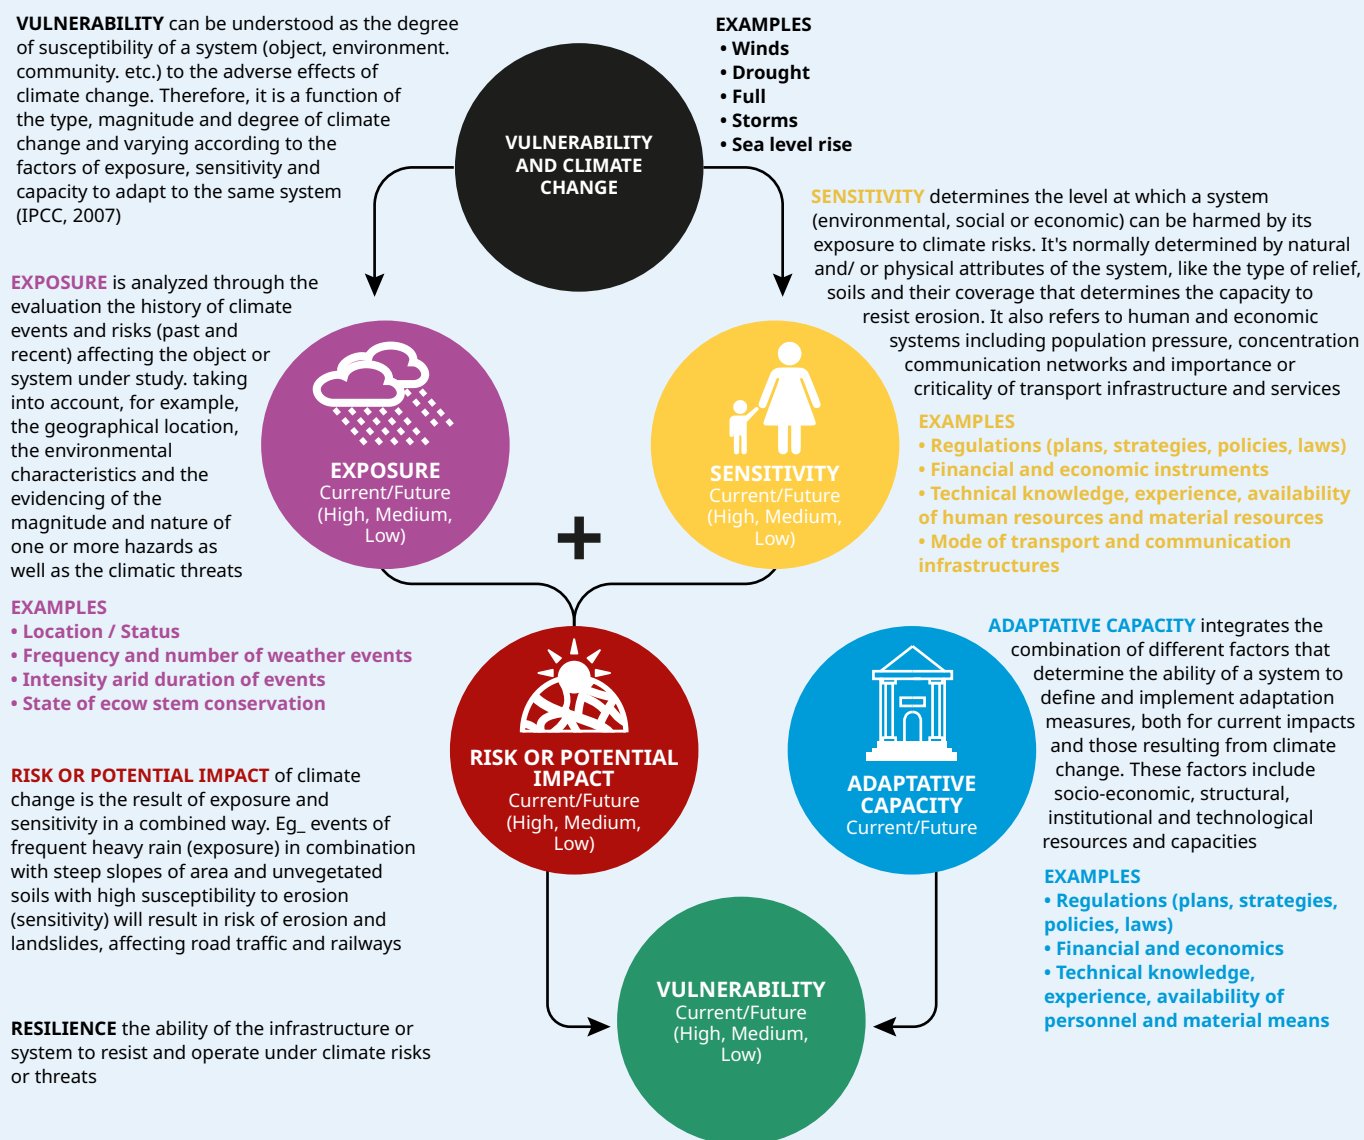 VULNERABILITY can be understood as the degree
of susceptibility of a system (object, environment.
community. etc.) to the adverse effects of
climate change. Therefore, it is a function of
the type, magnitude and degree of climate
change and varying according to the
factors of exposure, sensitivity and
capacity to adapt to the same system
(IPCC, 2007)
VULNERABILITY
AND CLIMATE
CHANGE
EXAMPLES
• Winds
• Drought
• Full
• Storms
• Sea level rise
SENSITIVITY determines the level at which a system
(environmental, social or economic) can be harmed by its
exposure to climate risks. It's normally determined by natural
and/ or physical attributes of the system, like the type of relief,
soils and their coverage that determines the capacity to
resist erosion. It also refers to human and economic
systems including population pressure, concentration
communication networks and importance or
criticality of transport infrastructure and services
EXAMPLES
• Regulations (plans, strategies, policies, laws)
• Financial and economic instruments
• Technical knowledge, experience, availability
of human resources and material resources
• Mode of transport and communication
infrastructures
EXPOSURE is analyzed through the
evaluation the history of climate
events and risks (past and
recent) affecting the object or
system under study. taking
into account, for example,
the geographical location,
the environmental
characteristics and the
evidencing of the
magnitude and nature of
one or more hazards as
well as the climatic threats
EXAMPLES
• Location / Status
• Frequency and number of weather events
• Intensity arid duration of events
• State of ecow stem conservation
EXPOSURE
Current/Future
(High, Medium,
Low)
+
SENSITIVITY
Current/Future
(High, Medium,
Low)
RISK OR POTENTIAL IMPACT of climate
change is the result of exposure and
sensitivity in a combined way. Eg_ events of
frequent heavy rain (exposure) in combination
with steep slopes of area and unvegetated
soils with high susceptibility to erosion
(sensitivity) will result in risk of erosion and
landslides, affecting road traffic and railways
RISK OR POTENTIAL
IMPACT
Current/Future
(High, Medium,
Low)
ADAPTATIVE
CAPACITY
Current/Future
ADAPTATIVE CAPACITY integrates the
combination of different factors that
determine the ability of a system to
define and implement adaptation
measures, both for current impacts
and those resulting from climate
change. These factors include
socio-economic, structural,
institutional and technological
resources and capacities
EXAMPLES
• Regulations (plans, strategies,
policies, laws)
• Financial and economics
• Technical knowledge,
experience, availability of
personnel and material means
RESILIENCE the ability of the infrastructure or
system to resist and operate under climate risks
or threats
VULNERABILITY
Current/Future
(High, Medium,
Low)